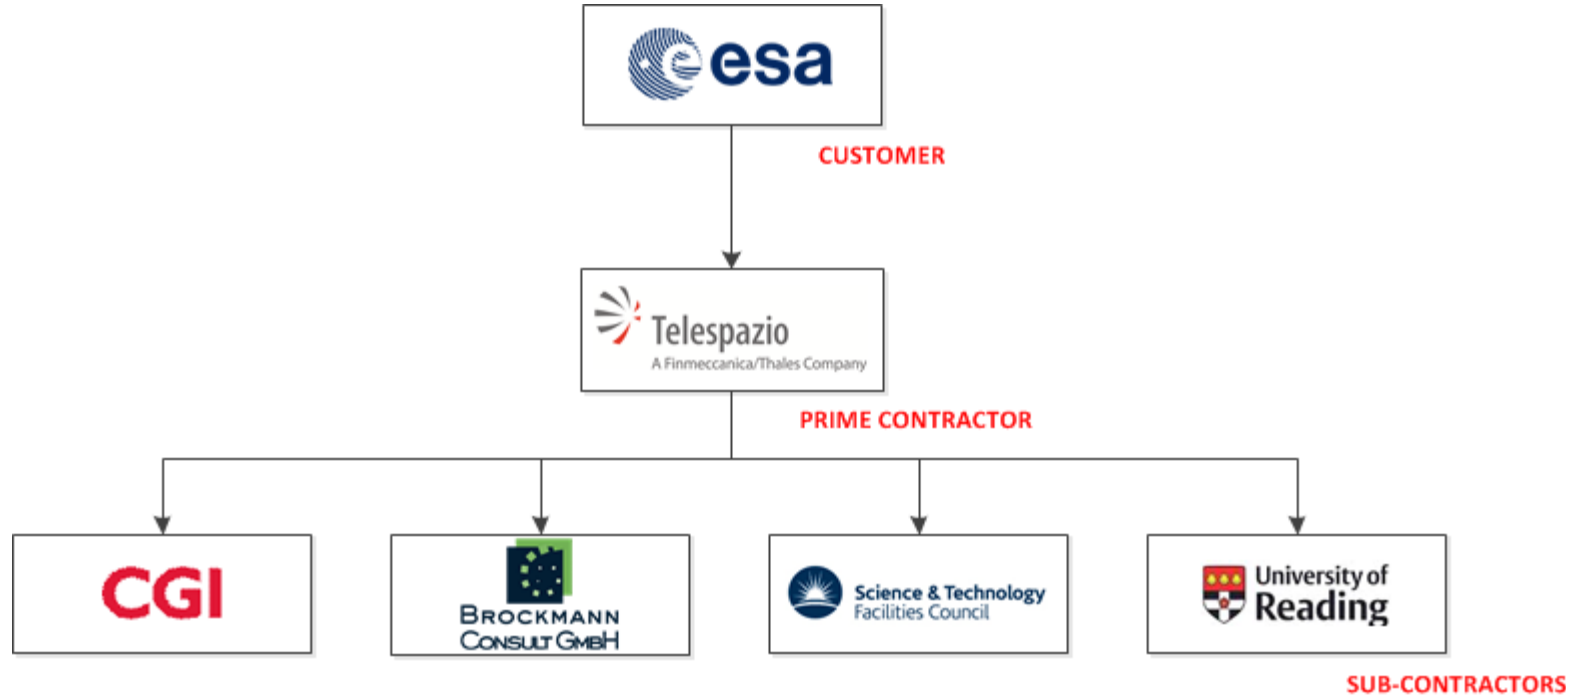 esa
CUSTOMER
Telespazio
A Finmeccanica/Thales Company
PRIME CONTRACTOR
CGI
BROCKMANN
CONSULT GMBH
Science & Technology
Facilities Council
University of
Reading
SUB-CONTRACTORS